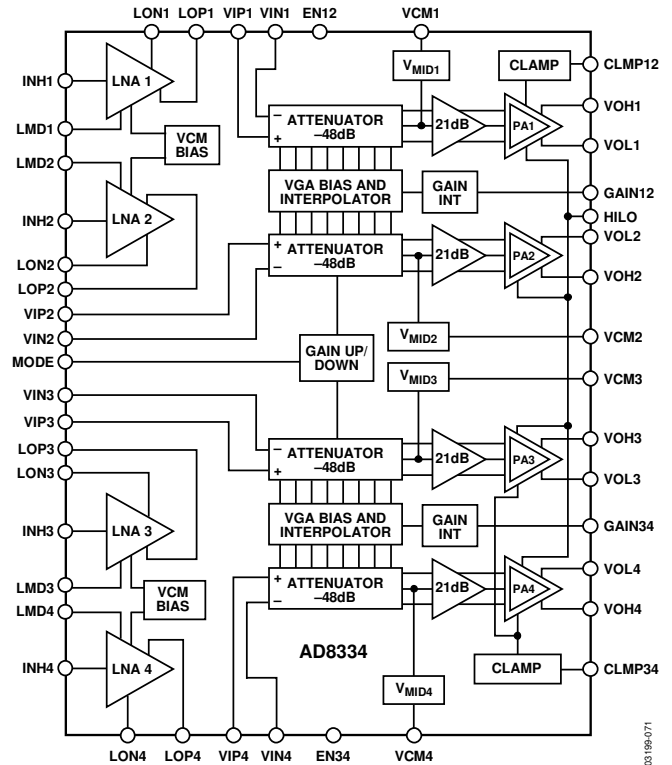 LON1 LOP1 VIP1 VIN1 EN12 VCM1
INH1
LNA 1
VMID1
CLAMP
CLMP12
LMD1
VCM
BIAS
–
+
ATTENUATOR
–48dB
21dB
PA1
VOH1
VOL1
LMD2
VGA BIAS AND
INTERPOLATOR
GAIN
INT
GAIN12
HILO
INH2
LNA 2
LON2
LOP2
VIP2
VIN2
+
–
ATTENUATOR
–48dB
21dB
PA2
VOL2
VOH2
MODE
GAIN UP/
DOWN
VMID2
VCM2
VMID3
VCM3
VIN3
VIP3
LOP3
LON3
–
+
ATTENUATOR
–48dB
21dB
PA3
VOH3
VOL3
INH3
LNA 3
VGA BIAS AND
INTERPOLATOR
GAIN
INT
GAIN34
LMD3
LMD4
VCM
BIAS
+
–
ATTENUATOR
–48dB
21dB
PA4
VOL4
VOH4
INH4
LNA 4
AD8334
VMID4
CLAMP
CLMP34
LON4 LOP4 VIP4 VIN4 EN34 VCM4
03199-071